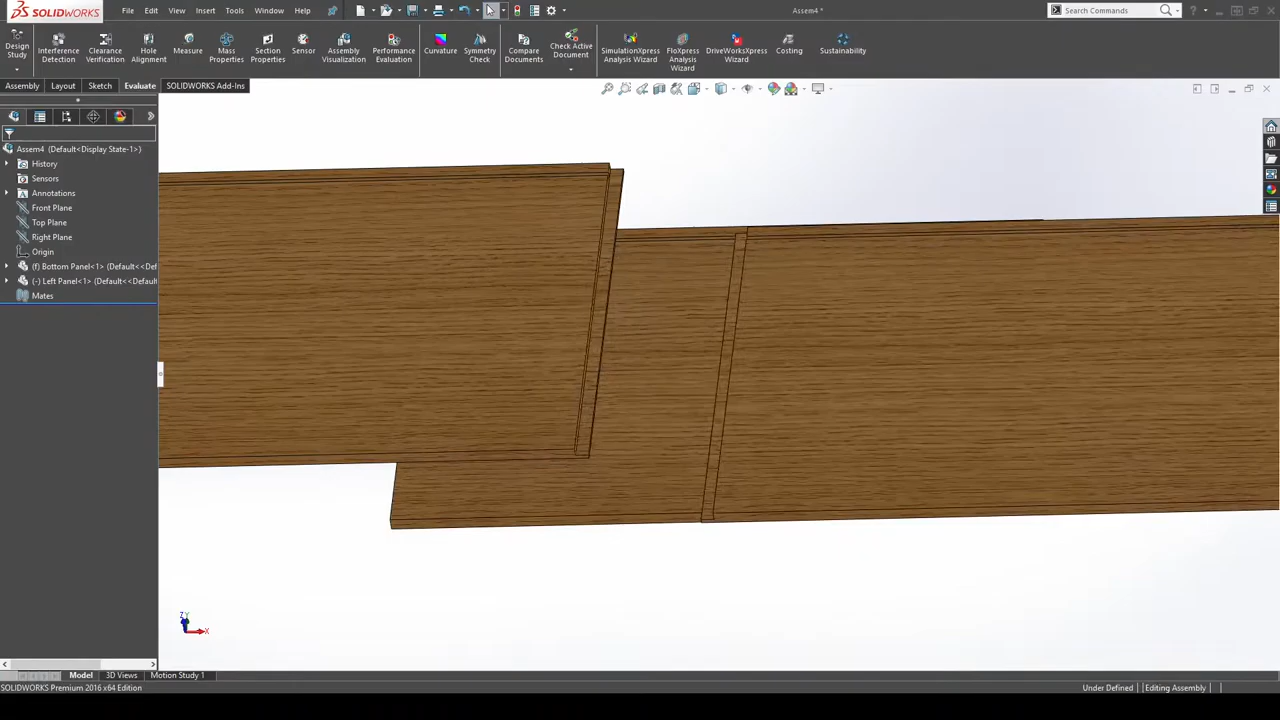 SOLIDWORKS File Edit View Insert Tools Window Help Assem4 * Search Commands
Design Study
Interference Detection
Clearance Verification
Hole Alignment
Measure
Mass Properties
Section Properties
Sensor
Assembly Visualization
Performance Evaluation
Curvature
Symmetry Check
Compare Documents
Check Active Document
SimulationXpress Analysis Wizard
FloXpress Analysis Wizard
DriveWorksXpress Wizard
Costing
Sustainability
Assembly Layout Sketch Evaluate SOLIDWORKS Add-Ins
Assem4 (Default<Display State-1>)
History
Sensors
Annotations
Front Plane
Top Plane
Right Plane
Origin
(f) Bottom Panel<1> (Default<<Def
(-) Left Panel<1> (Default<<Default
Mates
Z Y
X
Model 3D Views Motion Study 1
SOLIDWORKS Premium 2016 x64 Edition Under Defined Editing Assembly